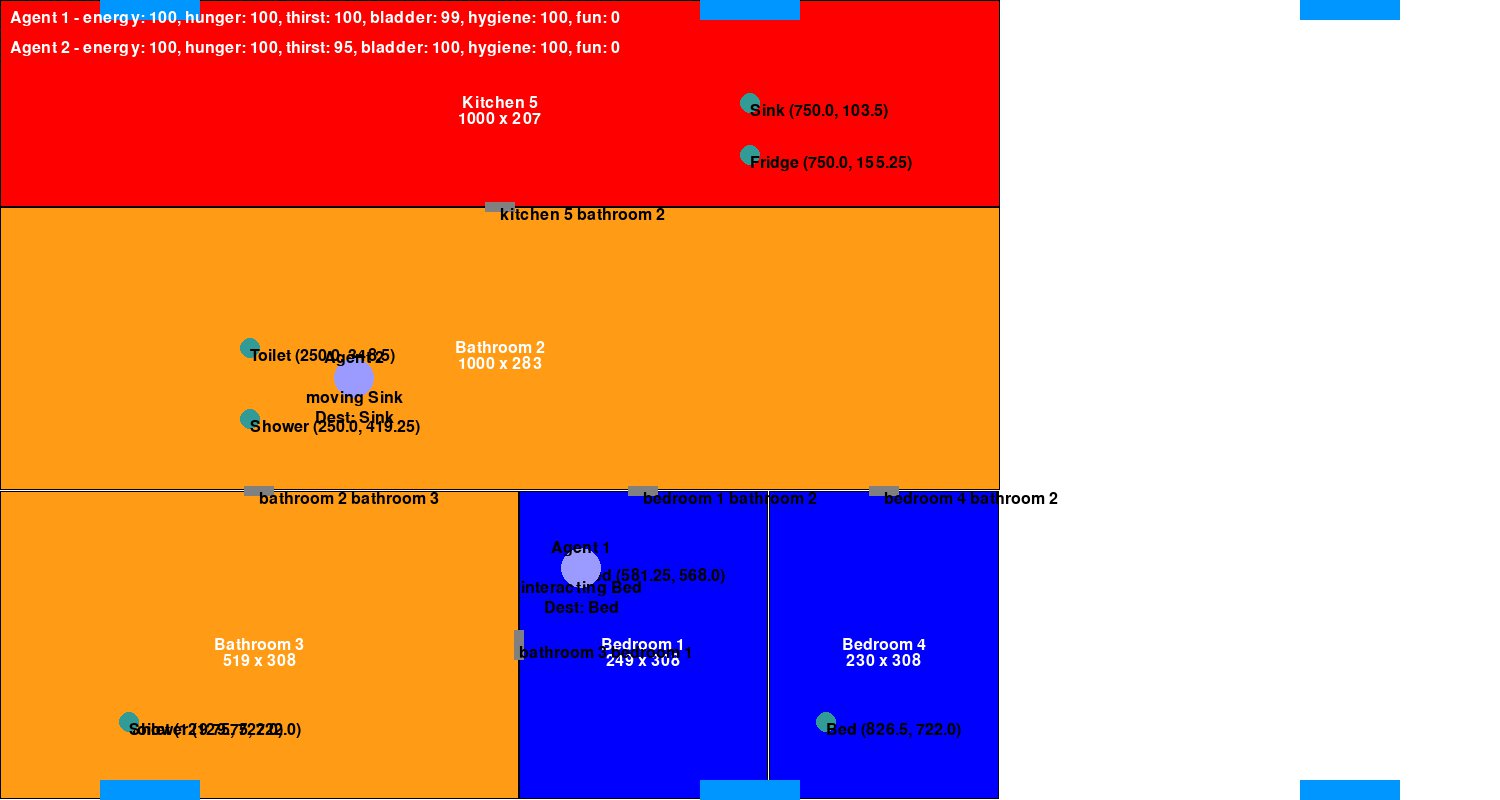 Agent 1 - energy: 100, hunger: 100, thirst: 100, bladder: 99, hygiene: 100, fun: 0
Agent 2 - energy: 100, hunger: 100, thirst: 95, bladder: 100, hygiene: 100, fun: 0
Kitchen 5
1000 x 207
Sink (750.0, 103.5)
Fridge (750.0, 155.25)
kitchen 5 bathroom 2
Bathroom 2
1000 x 283
Toilet (250.0, 348.5)
Agent 2
moving Sink
Dest: Sink
Shower (250.0, 419.25)
bathroom 2 bathroom 3
bedroom 1 bathroom 2
bedroom 4 bathroom 2
Agent 1
(581.25, 568.0)
interacting Bed
Dest: Bed
Bathroom 3
519 x 308
Bedroom 1
249 x 308
bathroom 3 bedroom 1
Bedroom 4
230 x 308
Bed (826.5, 722.0)